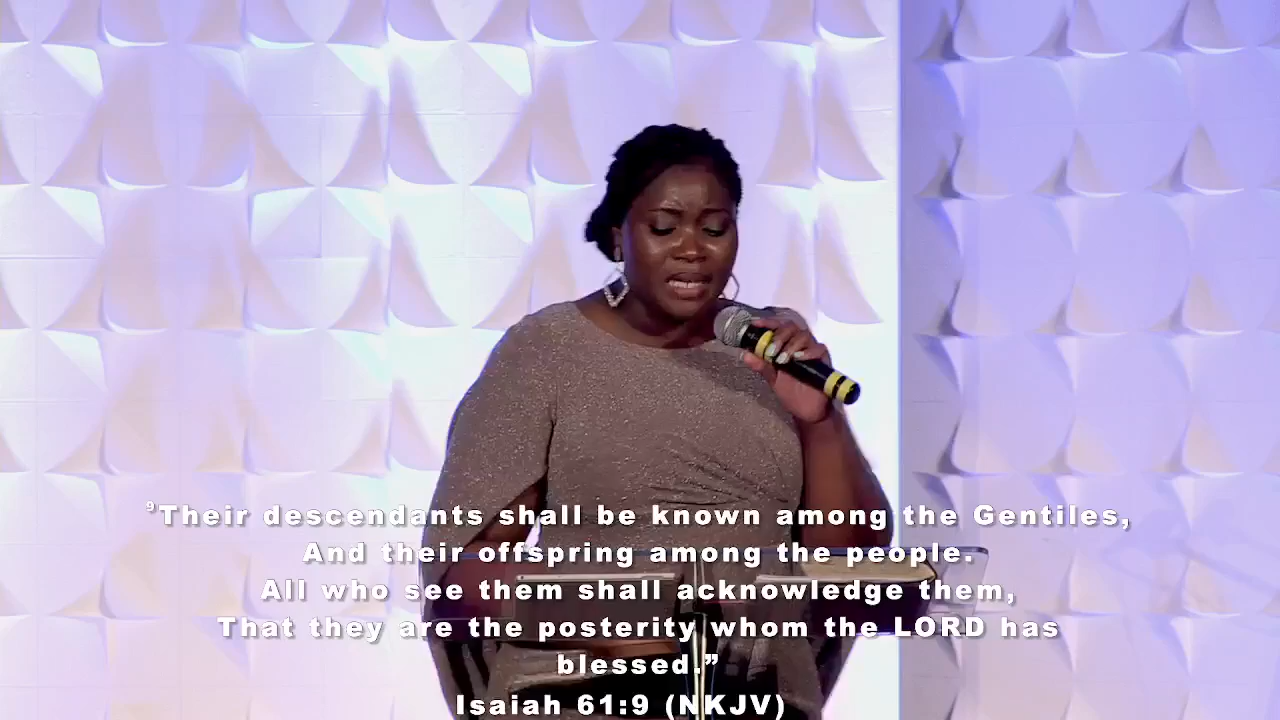 ⁹Their descendants shall be known among the Gentiles,
And their offspring among the people.
All who see them shall acknowledge them,
That they are the posterity whom the LORD has
blessed.”
Isaiah 61:9 (NKJV)